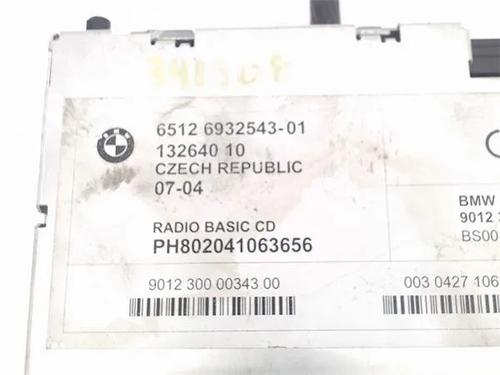 6512 6932543-01
132640 10
CZECH REPUBLIC
07-04
RADIO BASIC CD
PH802041063656
9012 300 00343 00
BMW
9012
BS00
003 0427 106